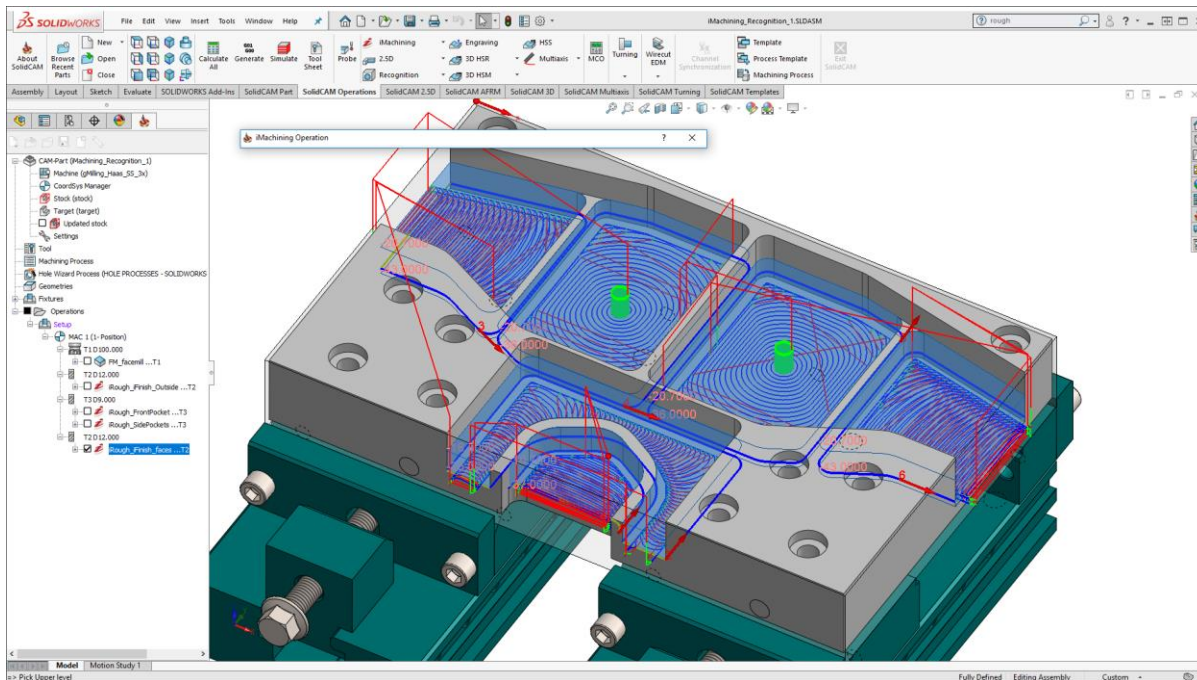 SOLIDWORKS File Edit View Insert Tools Window Help iMachining_Recognition_1.SLDASM rough
About SolidCAM
Browse Recent Parts
New
Open
Close
Calculate All
Generate
Simulate
Tool Sheet
Probe
iMachining
2.5D
Recognition
Engraving
3D HSR
3D HSM
HSS
Multiaxis
MCO
Turning
Wirecut EDM
Channel Synchronization
Template
Process Template
Machining Process
Exit SolidCAM
Assembly Layout Sketch Evaluate SOLIDWORKS Add-Ins SolidCAM Part SolidCAM Operations SolidCAM 2.5D SolidCAM AFRM SolidCAM 3D SolidCAM Multiaxis SolidCAM Turning SolidCAM Templates
iMachining Operation ? X
CAM-Part (iMachining_Recognition_1)
Machine (gMilling_Haas_SS_3x)
CoordSys Manager
Stock (stock)
Target (target)
Updated stock
Settings
Tool
Machining Process
Hole Wizard Process (HOLE PROCESSES - SOLIDWORKS
Geometries
Fixtures
Operations
Setup
MAC 1 (1- Position)
T1 D100.000
FM_facemill ...T1
T2 D12.000
iRough_iFinish_Outside ...T2
T3 D9.000
iRough_FrontPocket ...T3
iRough_SidePockets ...T3
T2 D12.000
iRough_iFinish_faces ...T2
3
6
Model Motion Study 1
=> Pick Upper level Fully Defined Editing Assembly Custom